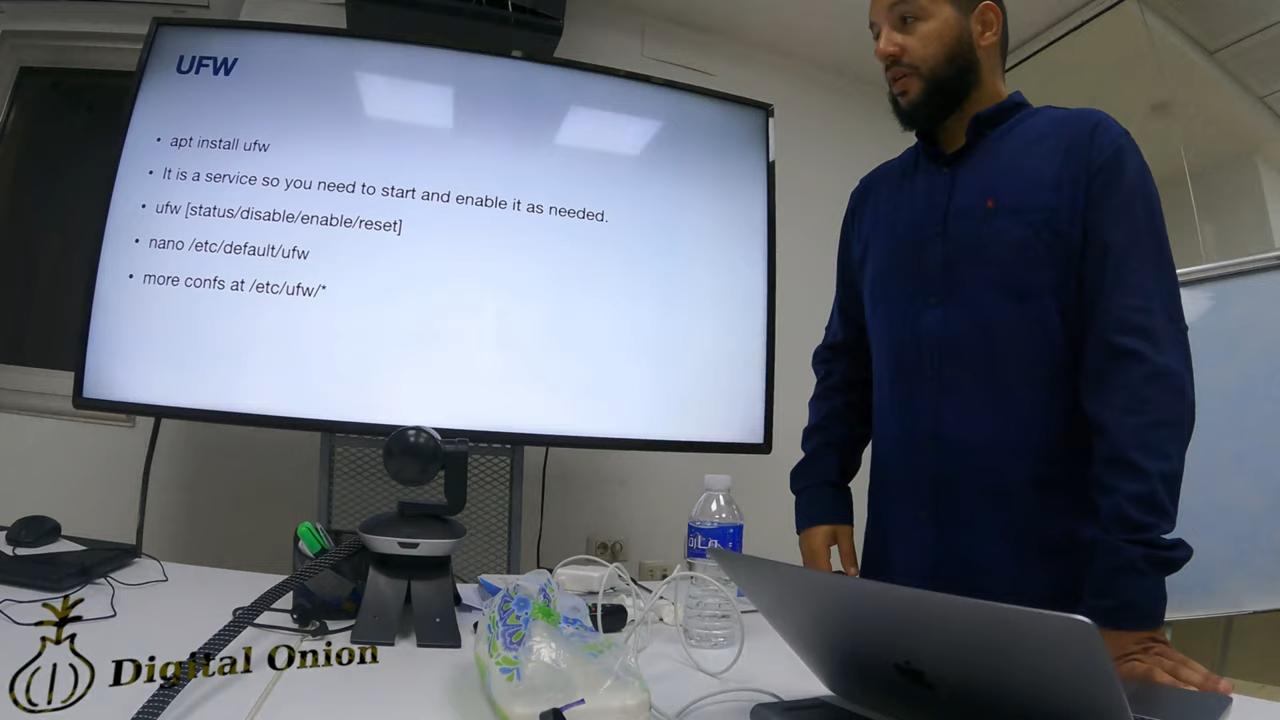 UFW
• apt install ufw
• It is a service so you need to start and enable it as needed.
• ufw [status/disable/enable/reset]
• nano /etc/default/ufw
• more confs at /etc/ufw/*
Digital Onion